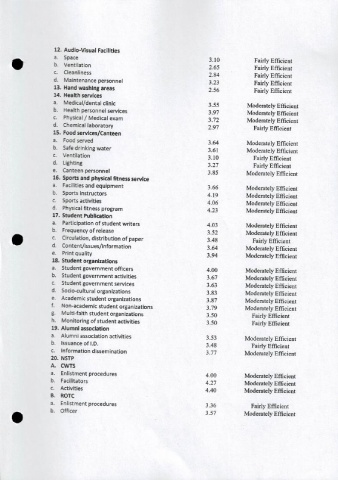 12. Audio-Visual Facilities
a. Space 3.10 Fairly Efficient
b. Ventilation 2.65 Fairly Efficient
c. Cleanliness 2.84 Fairly Efficient
d. Maintenance personnel 3.23 Fairly Efficient
13. Hand washing areas 2.56 Fairly Efficient
14. Health services
a. Medical/dental clinic 3.55 Moderately Efficient
b. Health personnel services 3.97 Moderately Efficient
c. Physical / Medical exam 3.72 Moderately Efficient
d. Chemical laboratory 2.97 Fairly Efficient
15. Food services/Canteen
a. Food served 3.64 Moderately Efficient
b. Safe drinking water 3.61 Moderately Efficient
c. Ventilation 3.10 Fairly Efficient
d. Lighting 3.27 Fairly Efficient
e. Canteen personnel 3.85 Moderately Efficient
16. Sports and physical fitness service
a. Facilities and equipment 3.66 Moderately Efficient
b. Sports instructors 4.19 Moderately Efficient
c. Sports activities 4.06 Moderately Efficient
d. Physical fitness program 4.23 Moderately Efficient
17. Student Publication
a. Participation of student writers 4.03 Moderately Efficient
b. Frequency of release 3.52 Moderately Efficient
c. Circulation, distribution of paper 3.48 Fairly Efficient
d. Content/issues/information 3.64 Moderately Efficient
e. Print quality 3.94 Moderately Efficient
18. Student organizations
a. Student government officers 4.00 Moderately Efficient
b. Student government activities 3.67 Moderately Efficient
c. Student government services 3.63 Moderately Efficient
d. Socio-cultural organizations 3.83 Moderately Efficient
e. Academic student organizations 3.87 Moderately Efficient
f. Non-academic student organizations 3.79 Moderately Efficient
g. Multi-faith student organizations 3.50 Fairly Efficient
h. Monitoring of student activities 3.50 Fairly Efficient
19. Alumni association
a. Alumni association activities 3.53 Moderately Efficient
b. Issuance of I.D. 3.48 Fairly Efficient
c. Information dissemination 3.77 Moderately Efficient
20. NSTP
A. CWTS
a. Enlistment procedures 4.00 Moderately Efficient
b. Facilitators 4.27 Moderately Efficient
c. Activities 4.40 Moderately Efficient
B. ROTC
a. Enlistment procedures 3.36 Fairly Efficient
b. Officer 3.57 Moderately Efficient